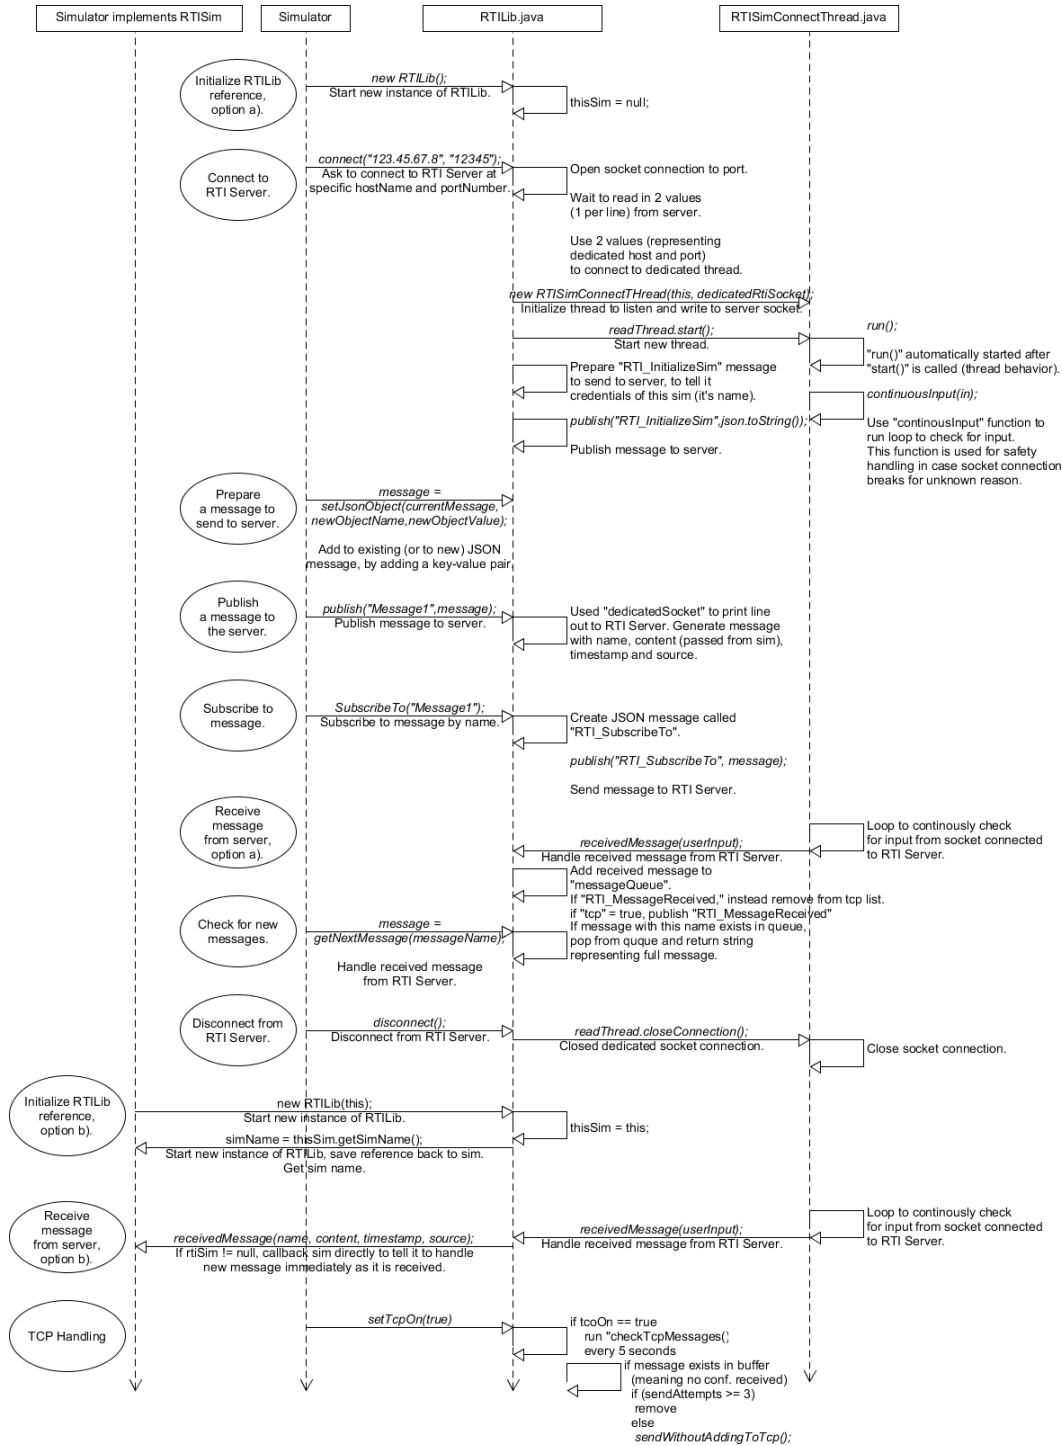 Simulator implements RTISim
Simulator
RTILib.java
RTISimConnectThread.java
Initialize RTILib
reference,
option a).
new RTILib();
Start new instance of RTILib.
thisSim = null;
Connect to
RTI Server.
connect("123.45.67.8", "12345");
Ask to connect to RTI Server at
specific hostName and portNumber.
Open socket connection to port.
Wait to read in 2 values
(1 per line) from server.
Use 2 values (representing
dedicated host and port)
to connect to dedicated thread.
new RTISimConnectTHread(this, dedicatedRtiSocket);
Initialize thread to listen and write to server socket.
readThread.start();
Start new thread.
run();
"run()" automatically started after
"start()" is called (thread behavior).
Prepare "RTI_InitializeSim" message
to send to server, to tell it
credentials of this sim (it's name).
continuousInput(in);
publish("RTI_InitializeSim",json.toString());
Publish message to server.
Use "continousInput" function to
run loop to check for input.
This function is used for safety
handling in case socket connection
breaks for unknown reason.
Prepare
a message to
send to server.
message =
setJsonObject(currentMessage,
newObjectName,newObjectValue);
Add to existing (or to new) JSON
message, by adding a key-value pair.
Publish
a message to
the server.
publish("Message1",message);
Publish message to server.
Used "dedicatedSocket" to print line
out to RTI Server. Generate message
with name, content (passed from sim),
timestamp and source.
Subscribe to
message.
SubscribeTo("Message1");
Subscribe to message by name.
Create JSON message called
"RTI_SubscribeTo".
publish("RTI_SubscribeTo", message);
Send message to RTI Server.
Receive
message
from server,
option a).
receivedMessage(userInput);
Handle received message from RTI Server.
Loop to continously check
for input from socket connected
to RTI Server.
Add received message to
"messageQueue".
If "RTI_MessageReceived," instead remove from tcp list.
if "tcp" = true, publish "RTI_MessageReceived"
Check for new
messages.
message =
getNextMessage(messageName);
Handle received message
from RTI Server.
If message with this name exists in queue,
pop from quque and return string
representing full message.
Disconnect from
RTI Server.
disconnect();
Disconnect from RTI Server.
readThread.closeConnection();
Closed dedicated socket connection.
Close socket connection.
Initialize RTILib
reference,
option b).
new RTILib(this);
Start new instance of RTILib.
thisSim = this;
simName = thisSim.getSimName();
Start new instance of RTILib, save reference back to sim.
Get sim name.
Receive
message
from server,
option b).
receivedMessage(name, content, timestamp, source);
If rtiSim != null, callback sim directly to tell it to handle
new message immediately as it is received.
receivedMessage(userInput);
Handle received message from RTI Server.
Loop to continously check
for input from socket connected
to RTI Server.
TCP Handling
setTcpOn(true)
if tcoOn == true
run "checkTcpMessages()
every 5 seconds
if message exists in buffer
(meaning no conf. received)
if (sendAttempts >= 3)
remove
else
sendWithoutAddingToTcp();